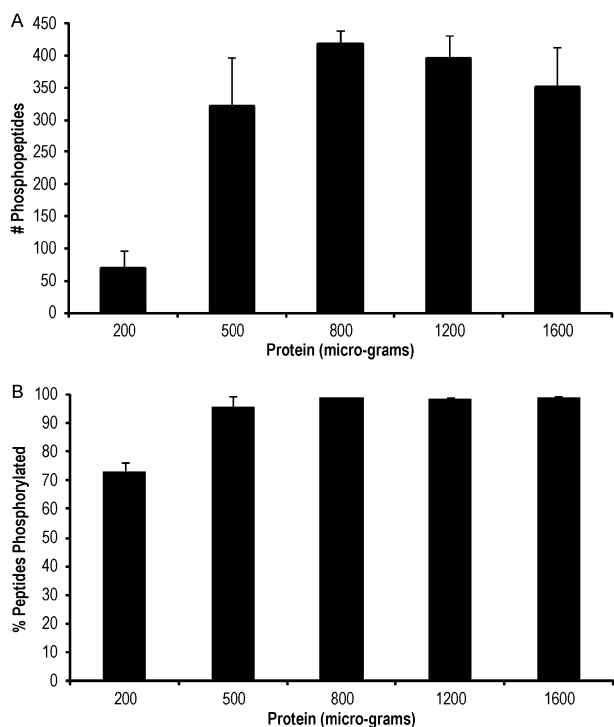 A
450
400
350
300
250
200
150
100
50
0
# Phosphopeptides
200 500 800 1200 1600
Protein (micro-grams)
B
100
90
80
70
60
50
40
30
20
10
0
% Peptides Phosphorylated
200 500 800 1200 1600
Protein (micro-grams)